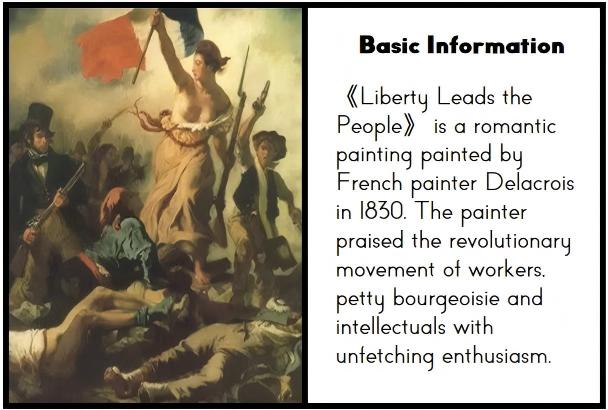 Basic Information
《Liberty Leads the
People》 is a romantic
painting painted by
French painter Delacrois
in 1830. The painter
praised the revolutionary
movement of workers.
petty bourgeoisie and
intellectuals with
unfetching enthusiasm.